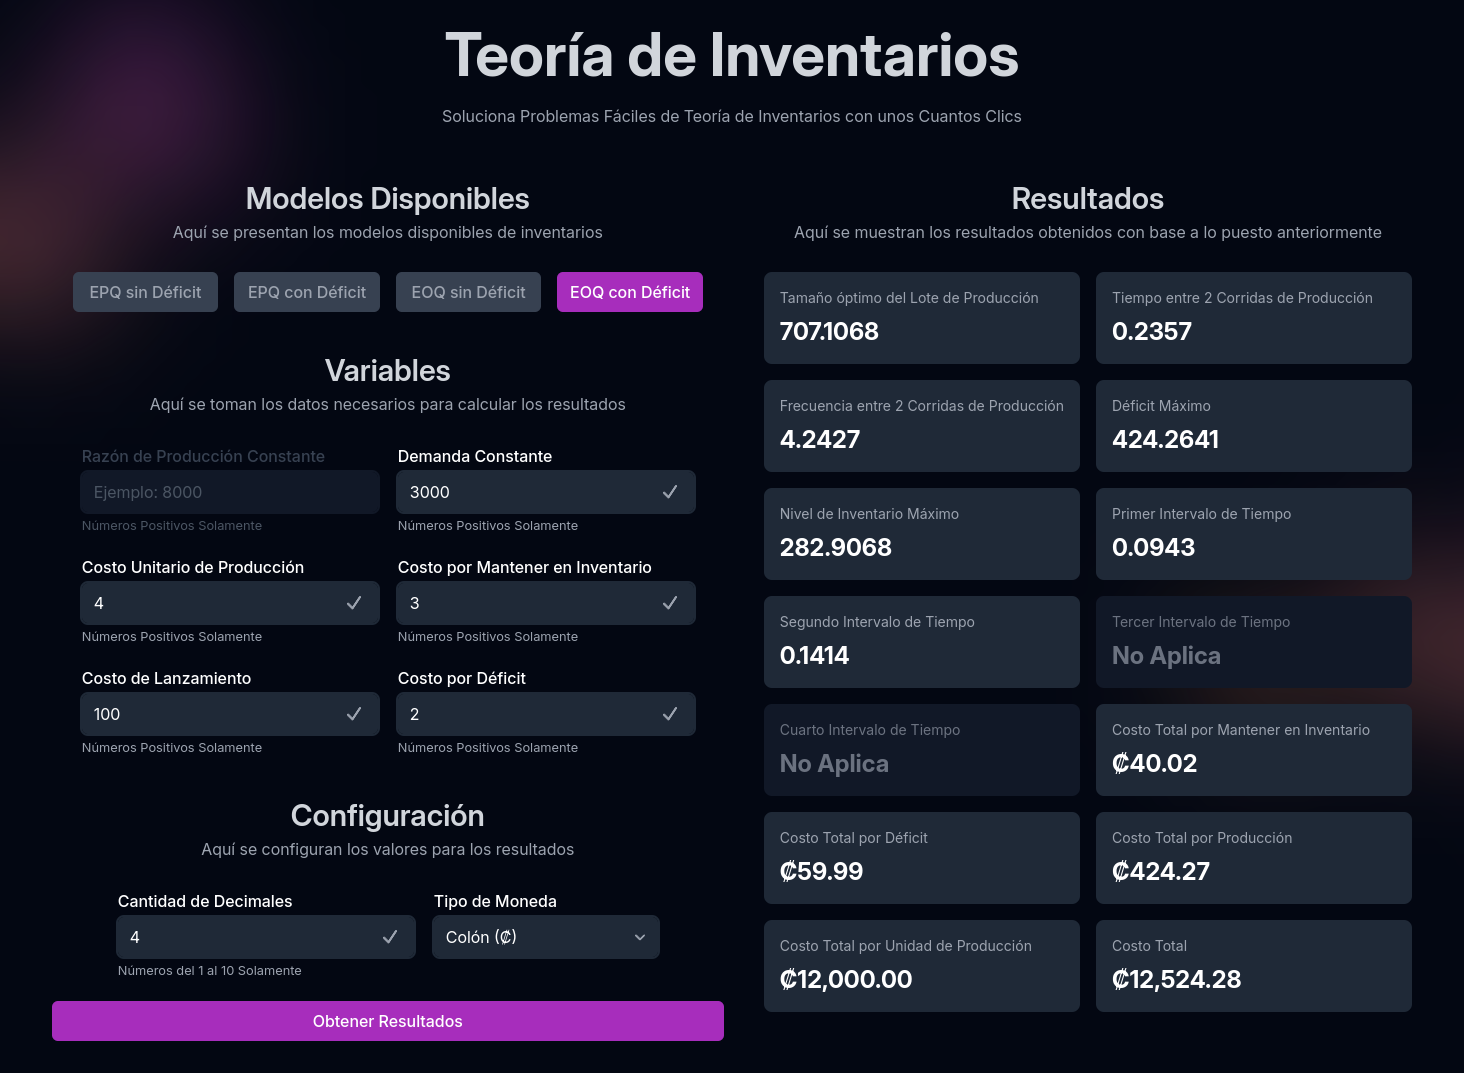 Teoría de Inventarios
Soluciona Problemas Fáciles de Teoría de Inventarios con unos Cuantos Clics
Modelos Disponibles
Aquí se presentan los modelos disponibles de inventarios
EPQ sin Déficit
EPQ con Déficit
EOQ sin Déficit
EOQ con Déficit
Variables
Aquí se toman los datos necesarios para calcular los resultados
Razón de Producción Constante
Ejemplo: 8000
Números Positivos Solamente
Demanda Constante
3000
Números Positivos Solamente
Costo Unitario de Producción
4
Números Positivos Solamente
Costo por Mantener en Inventario
3
Números Positivos Solamente
Costo de Lanzamiento
100
Números Positivos Solamente
Costo por Déficit
2
Números Positivos Solamente
Configuración
Aquí se configuran los valores para los resultados
Cantidad de Decimales
4
Números del 1 al 10 Solamente
Tipo de Moneda
Colón (₡)
Obtener Resultados
Resultados
Aquí se muestran los resultados obtenidos con base a lo puesto anteriormente
Tamaño óptimo del Lote de Producción
707.1068
Tiempo entre 2 Corridas de Producción
0.2357
Frecuencia entre 2 Corridas de Producción
4.2427
Déficit Máximo
424.2641
Nivel de Inventario Máximo
282.9068
Primer Intervalo de Tiempo
0.0943
Segundo Intervalo de Tiempo
0.1414
Tercer Intervalo de Tiempo
No Aplica
Cuarto Intervalo de Tiempo
No Aplica
Costo Total por Mantener en Inventario
₡40.02
Costo Total por Déficit
₡59.99
Costo Total por Producción
₡424.27
Costo Total por Unidad de Producción
₡12,000.00
Costo Total
₡12,524.28